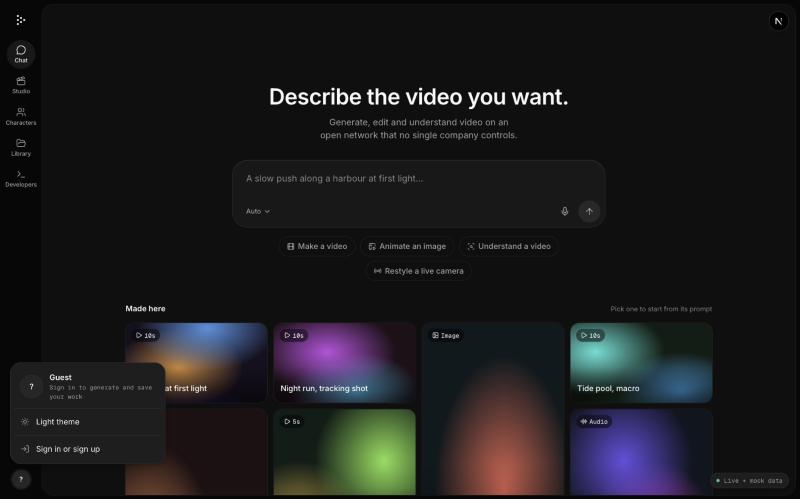 N
Chat
Studio
Characters
Library
Developers
Describe the video you want.
Generate, edit and understand video on an
open network that no single company controls.
A slow push along a harbour at first light...
Auto
Make a video
Animate an image
Understand a video
Restyle a live camera
Made here
Pick one to start from its prompt
10s
at first light
10s
Night run, tracking shot
Image
10s
Tide pool, macro
5s
Audio
?
Guest
Sign in to generate and save
your work
Light theme
Sign in or sign up
?
Live + mock data